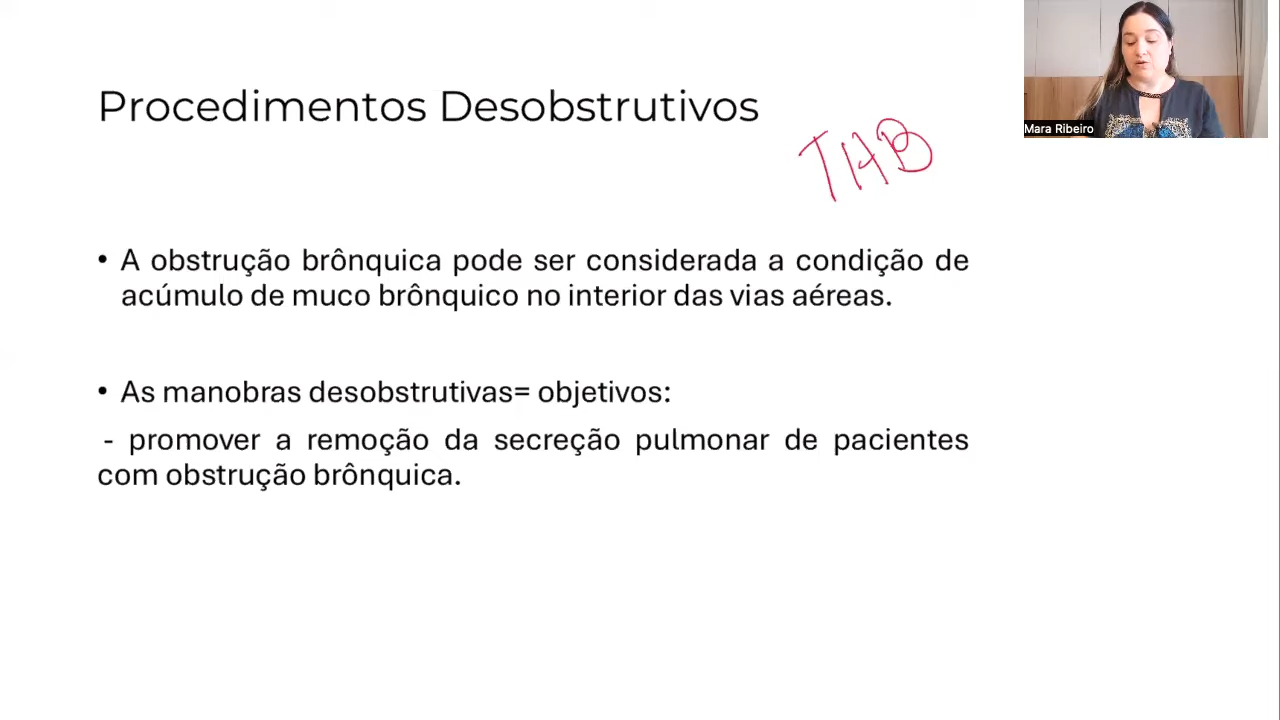 Procedimentos Desobstrutivos
Mara Ribeiro
THB
• A obstrução brônquica pode ser considerada a condição de
acúmulo de muco brônquico no interior das vias aéreas.
• As manobras desobstrutivas= objetivos:
- promover a remoção da secreção pulmonar de pacientes
com obstrução brônquica.